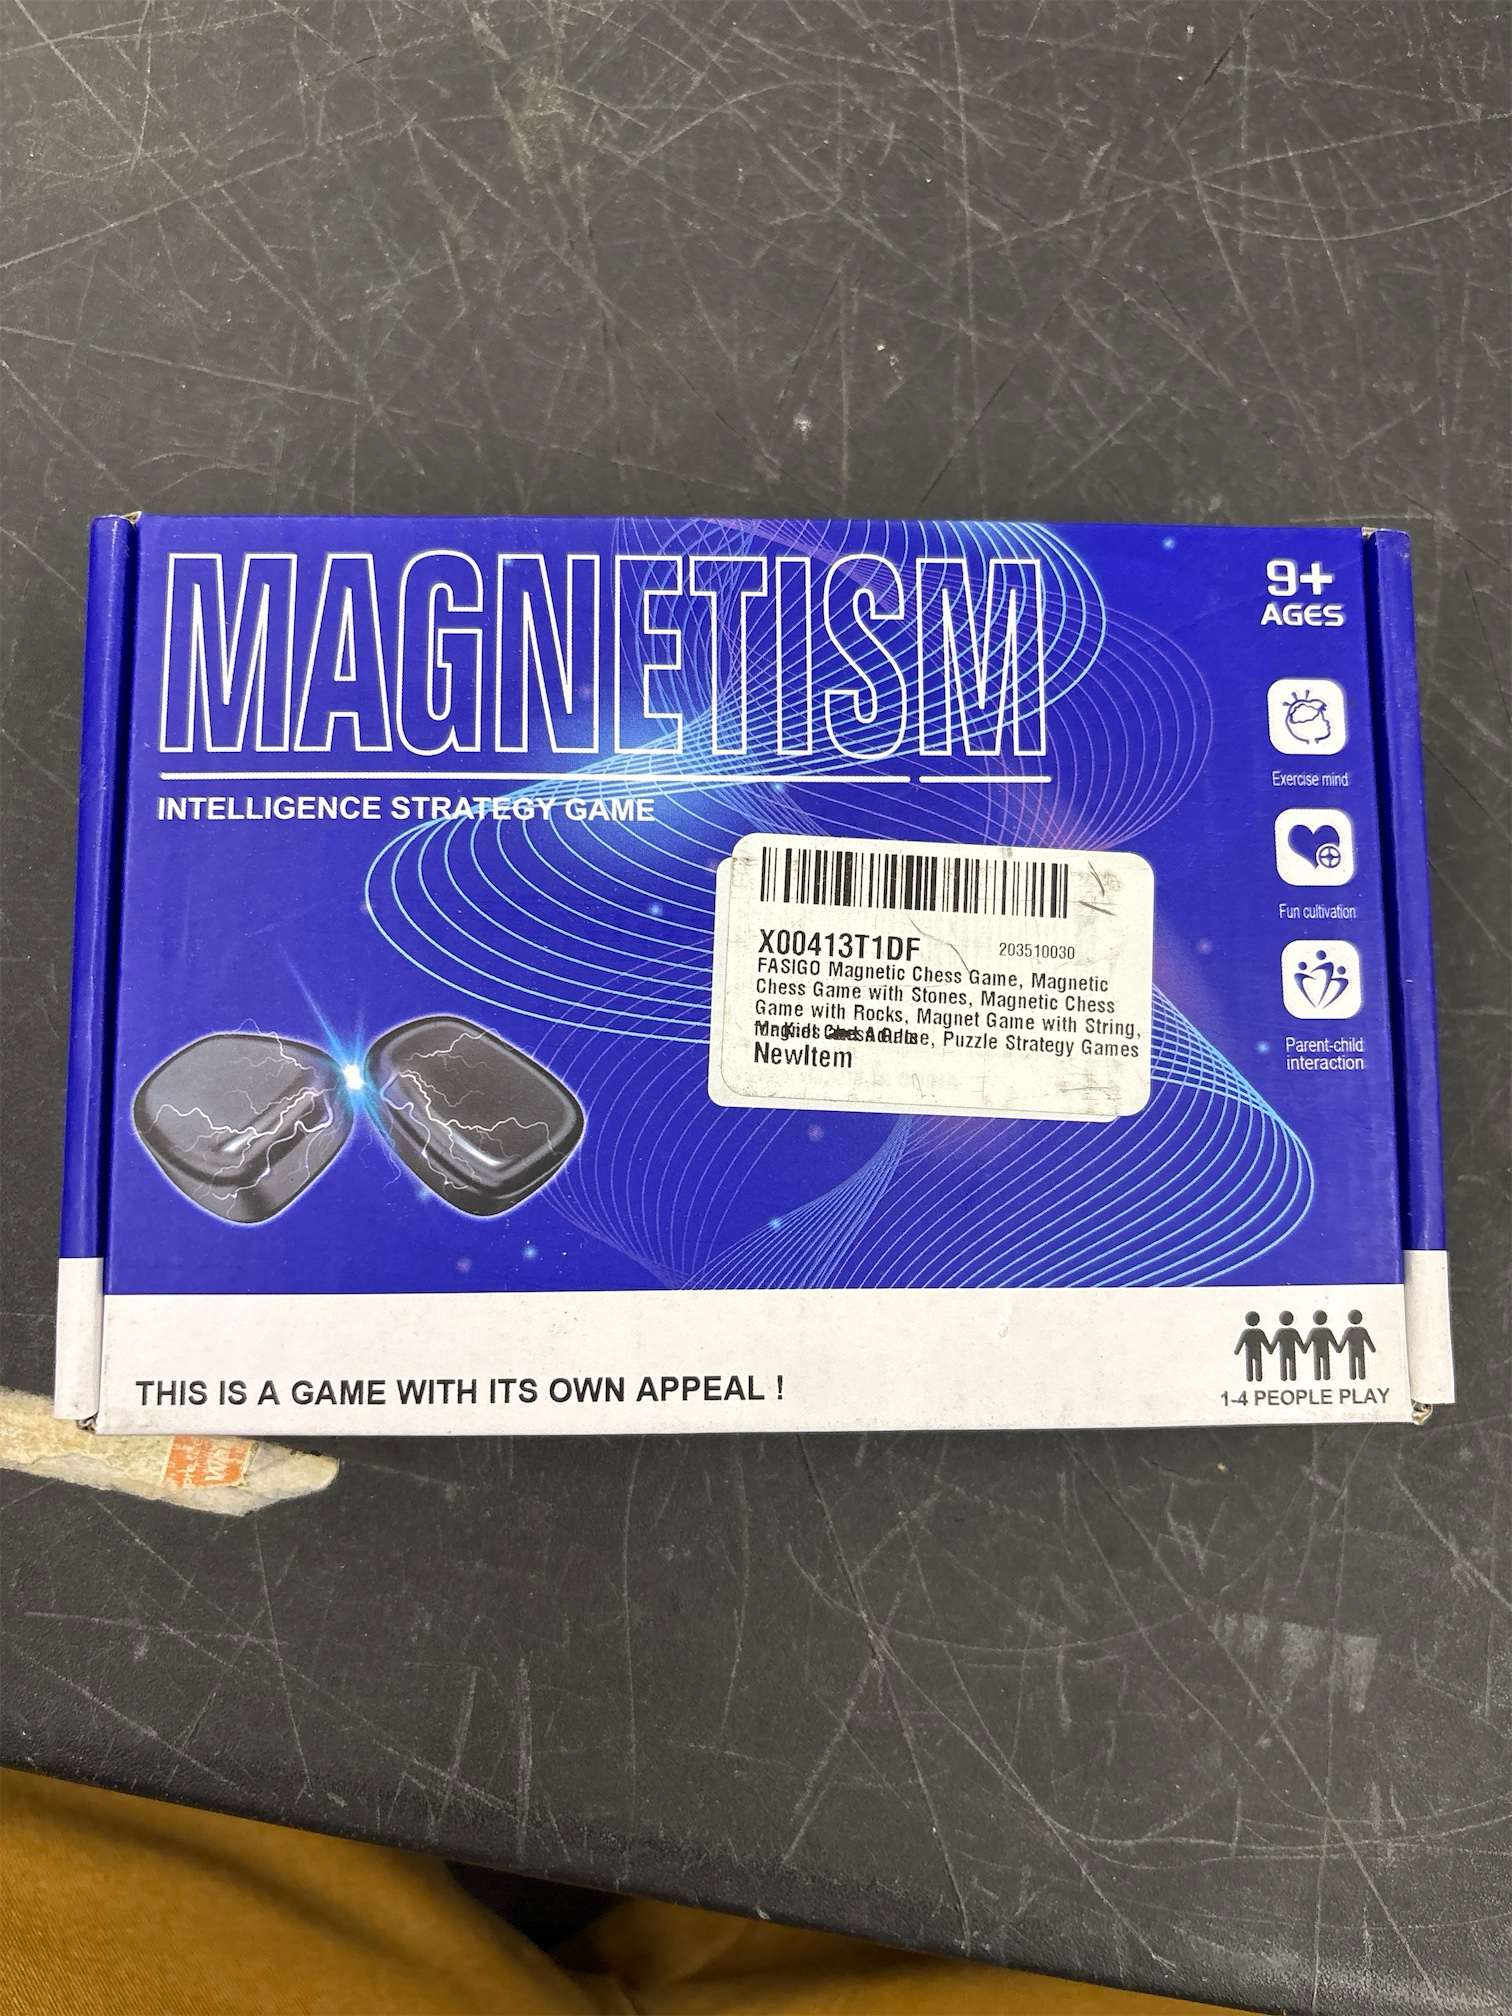 MAGNETISM
INTELLIGENCE STRATEGY GAME
9+
AGES
Exercise mind
Fun cultivation
Parent-child
interaction
X00413T1DF 203510030
FASIGO Magnetic Chess Game, Magnetic
Chess Game with Stones, Magnetic Chess
Game with Rocks, Magnet Game with String,
Puzzle Strategy Games
NewItem
THIS IS A GAME WITH ITS OWN APPEAL !
1-4 PEOPLE PLAY